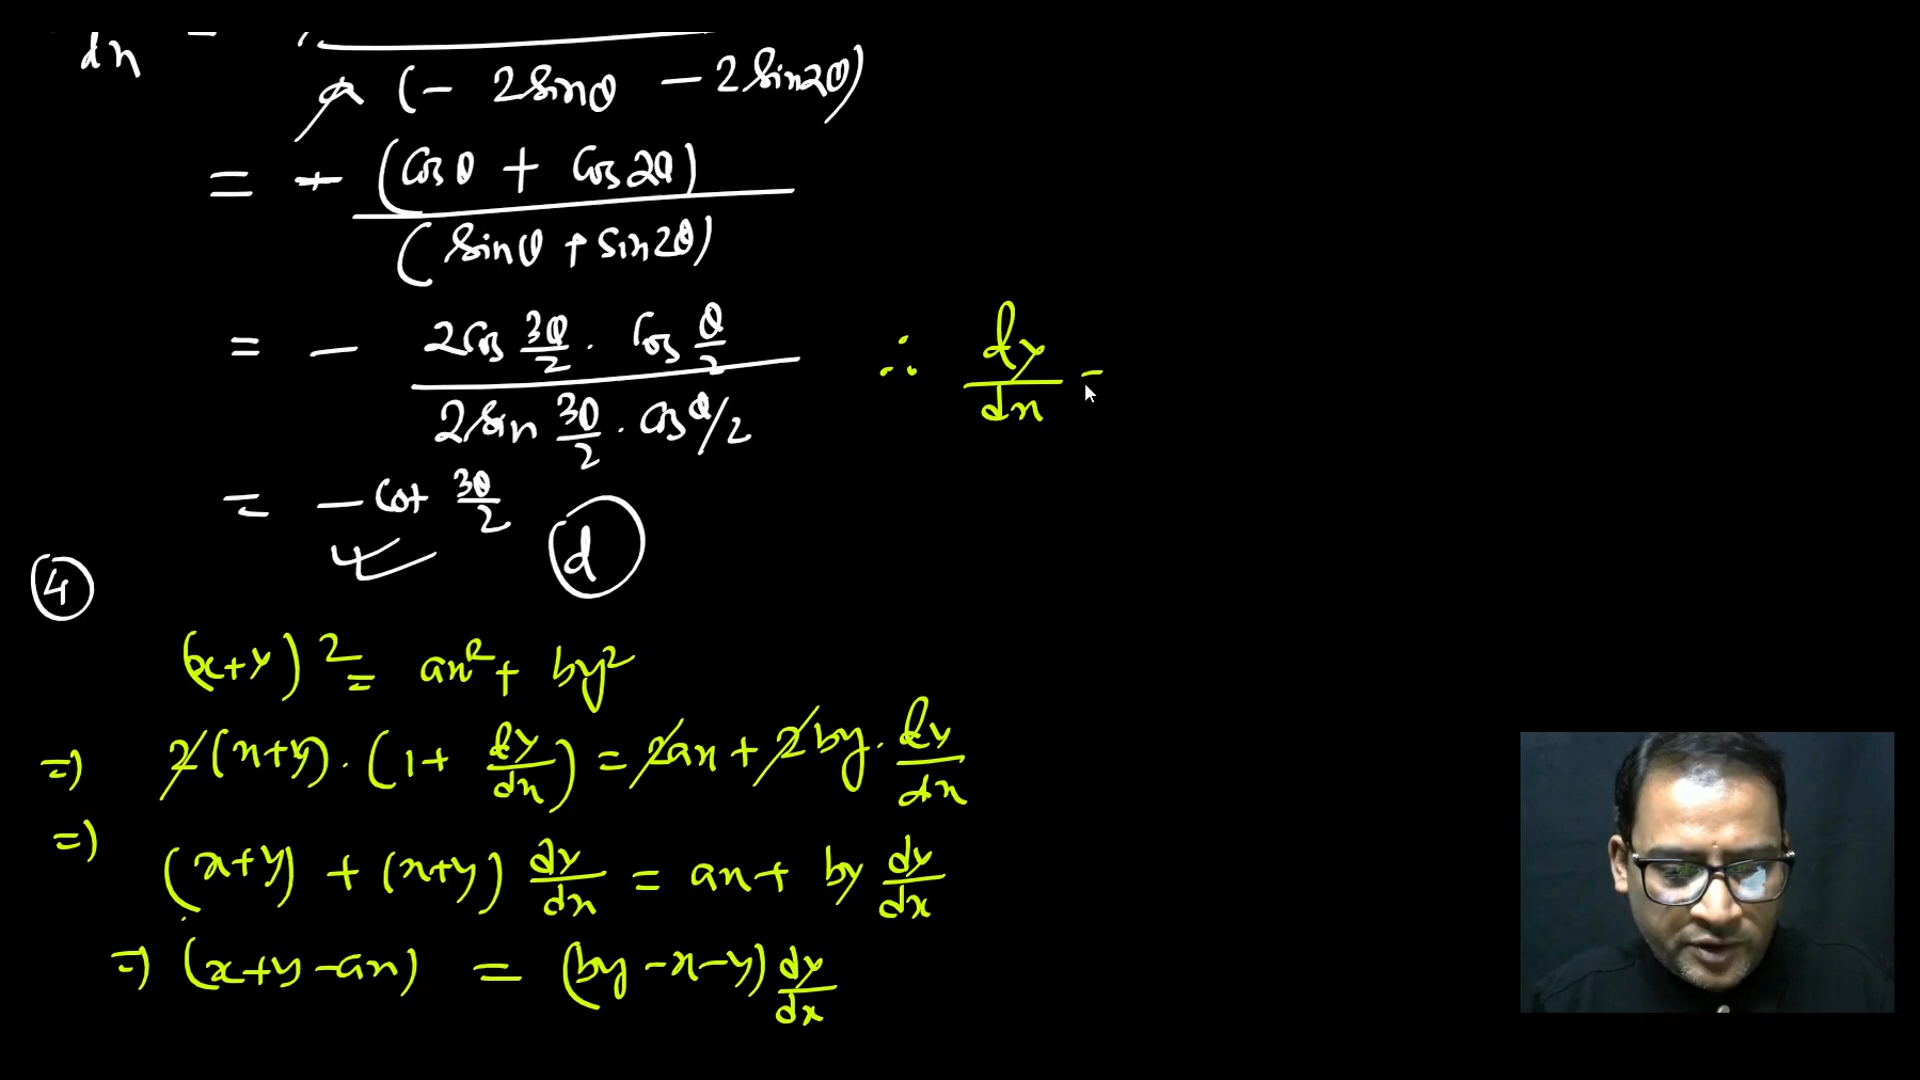 dx =
a (- 2sinθ - 2sin2θ)
= - (cosθ + cos2θ) / (sinθ + sin2θ)
= - 2cos 3θ/2 . cos θ/2 / 2sin 3θ/2 . cos θ/2
∴ dy/dx =
= - cot 3θ/2
d
4
(x+y)² = ax² + by²
⇒ 2(x+y) . (1 + dy/dx) = 2ax + 2by . dy/dx
⇒ (x+y) + (x+y) dy/dx = ax + by dy/dx
⇒ (x+y-ax) = (by-x-y) dy/dx